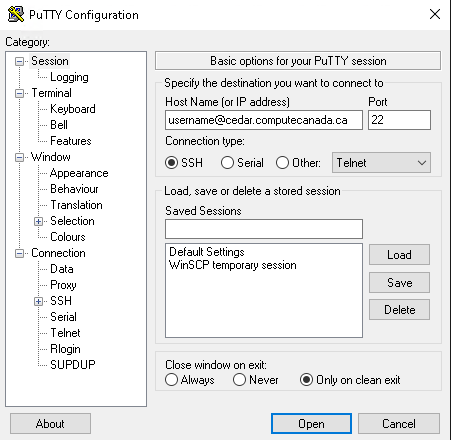 PuTTY Configuration
Category:
Session
Logging
Terminal
Keyboard
Bell
Features
Window
Appearance
Behaviour
Translation
Selection
Colours
Connection
Data
Proxy
SSH
Serial
Telnet
Rlogin
SUPDUP
Basic options for your PuTTY session
Specify the destination you want to connect to
Host Name (or IP address) Port
username@cedar.computecanada.ca 22
Connection type:
SSH Serial Other: Telnet
Load, save or delete a stored session
Saved Sessions
Default Settings
WinSCP temporary session
Load
Save
Delete
Close window on exit:
Always Never Only on clean exit
About Open Cancel